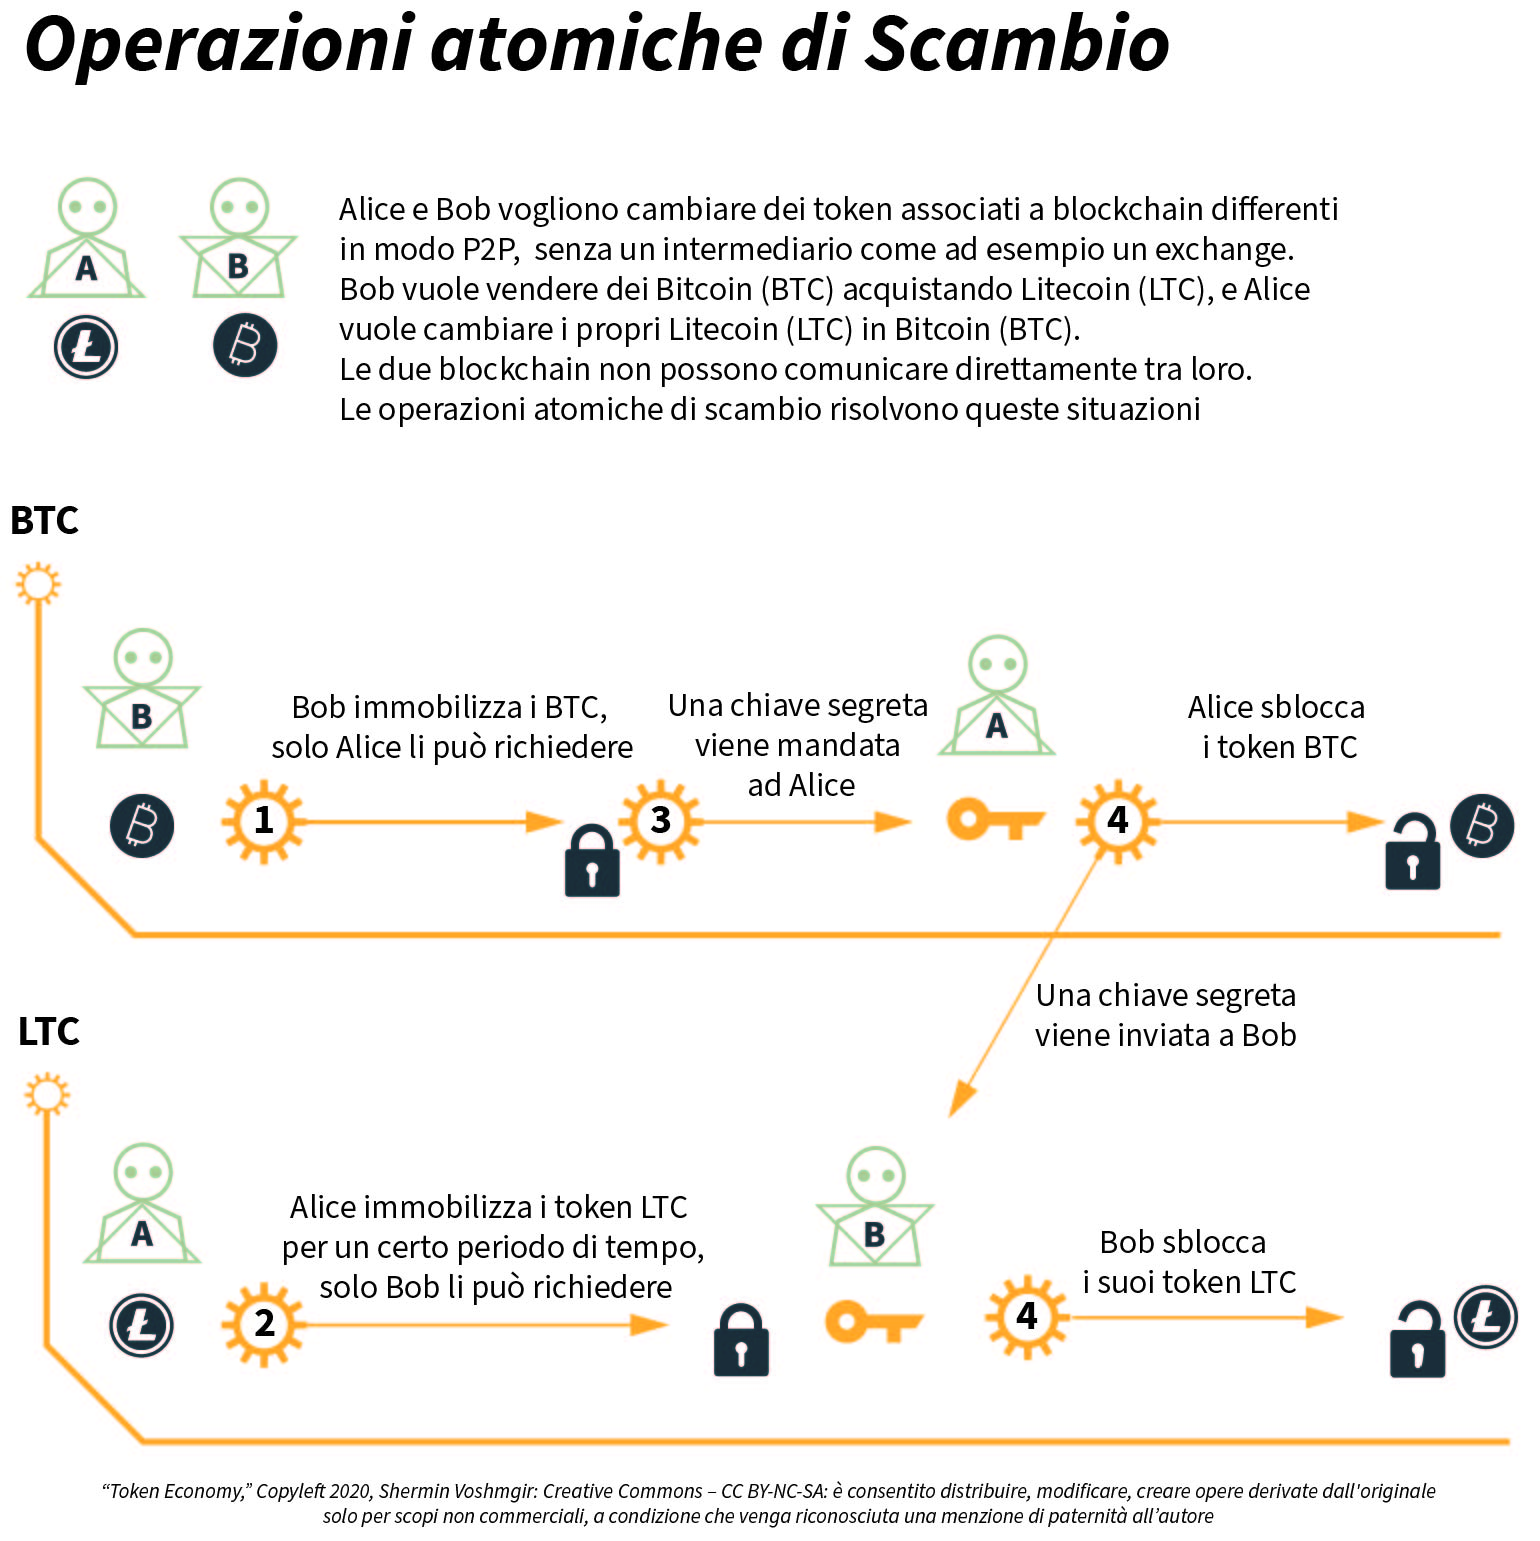 Operazioni atomiche di Scambio
A
B
Alice e Bob vogliono cambiare dei token associati a blockchain differenti
in modo P2P, senza un intermediario come ad esempio un exchange.
Bob vuole vendere dei Bitcoin (BTC) acquistando Litecoin (LTC), e Alice
vuole cambiare i propri Litecoin (LTC) in Bitcoin (BTC).
Le due blockchain non possono comunicare direttamente tra loro.
Le operazioni atomiche di scambio risolvono queste situazioni
BTC
B
Bob immobilizza i BTC,
solo Alice li può richiedere
Una chiave segreta
viene mandata
ad Alice
A
Alice sblocca
i token BTC
1
3
4
Una chiave segreta
viene inviata a Bob
LTC
A
Alice immobilizza i token LTC
per un certo periodo di tempo,
solo Bob li può richiedere
B
Bob sblocca
i suoi token LTC
2
4
“Token Economy,” Copyleft 2020, Shermin Voshmgir: Creative Commons – CC BY-NC-SA: è consentito distribuire, modificare, creare opere derivate dall'originale
solo per scopi non commerciali, a condizione che venga riconosciuta una menzione di paternità all’autore